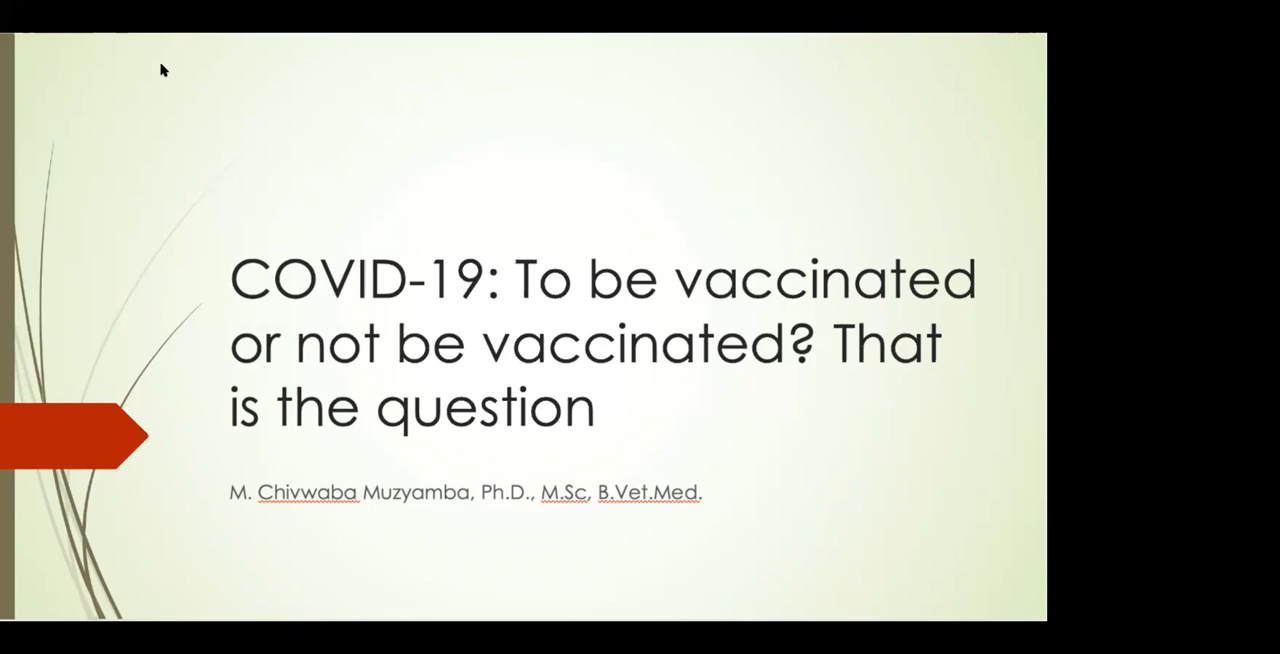 COVID-19: To be vaccinated
or not be vaccinated? That
is the question
M. Chivwaba Muzyamba, Ph.D., M.Sc, B.Vet.Med.